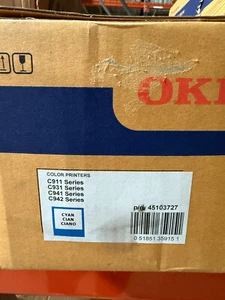 OKI
COLOR PRINTERS
C911 Series
C931 Series
C941 Series
C942 Series
CYAN
CIAN
CIANO
p/n: 45103727
0 51851 35915 1